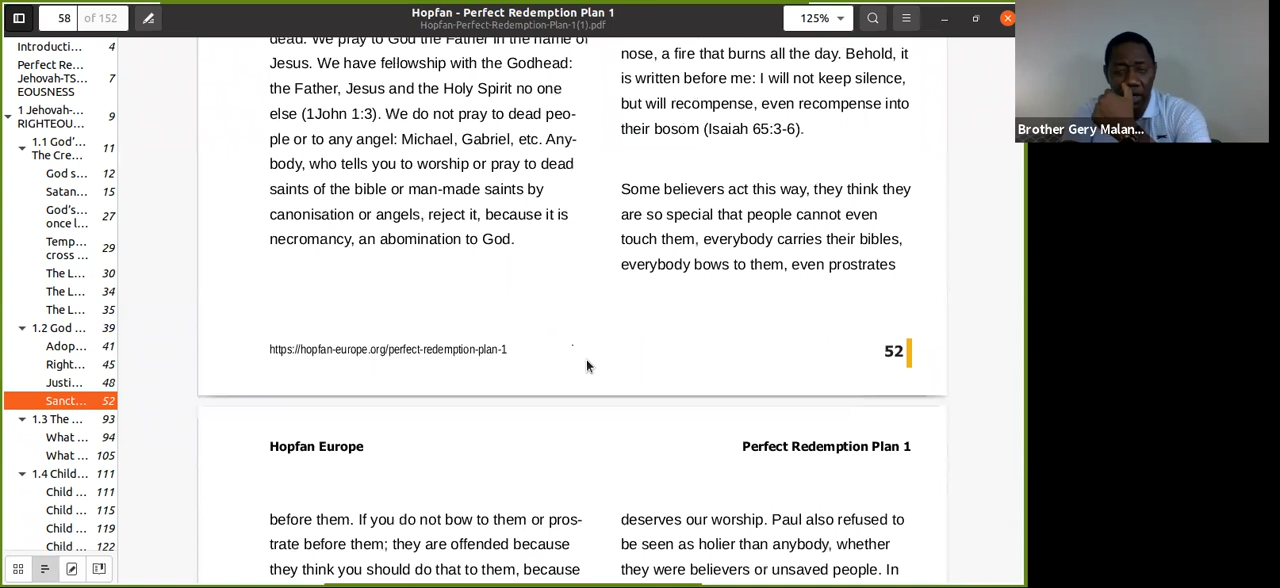 58 of 152
Hopfan - Perfect Redemption Plan 1
Hopfan-Perfect-Redemption-Plan-1(1).pdf
125%
Introducti... 4
Perfect Re...
Jehovah-TS... 7
EOUSNESS
1 Jehovah-... 9
RIGHTEOU...
1.1 God'... 11
The Cre...
God s... 12
Satan... 15
God's... 27
once l...
Temp... 29
cross ...
The L... 30
The L... 34
The L... 35
1.2 God ... 39
Adop... 41
Right... 45
Justi... 48
Sanct... 52
1.3 The ... 93
What ... 94
What ... 105
1.4 Child... 111
Child ... 111
Child ... 115
Child ... 119
Child ... 122
dead. We pray to God the Father in the name of
Jesus. We have fellowship with the Godhead:
the Father, Jesus and the Holy Spirit no one
else (1John 1:3). We do not pray to dead peo-
ple or to any angel: Michael, Gabriel, etc. Any-
body, who tells you to worship or pray to dead
saints of the bible or man-made saints by
canonisation or angels, reject it, because it is
necromancy, an abomination to God.
nose, a fire that burns all the day. Behold, it
is written before me: I will not keep silence,
but will recompense, even recompense into
their bosom (Isaiah 65:3-6).
Some believers act this way, they think they
are so special that people cannot even
touch them, everybody carries their bibles,
everybody bows to them, even prostrates
https://hopfan-europe.org/perfect-redemption-plan-1
52
Hopfan Europe
Perfect Redemption Plan 1
before them. If you do not bow to them or pros-
trate before them; they are offended because
they think you should do that to them, because
deserves our worship. Paul also refused to
be seen as holier than anybody, whether
they were believers or unsaved people. In
Brother Gery Malan...